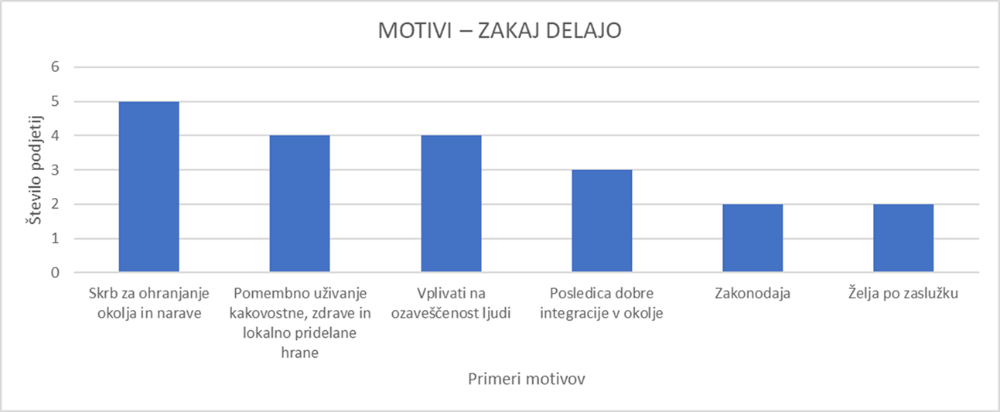 MOTIVI – ZAKAJ DELAJO
6
5
4
3
2
1
0
Število podjetij
Skrb za ohranjanje
okolja in narave
Pomembno uživanje
kakovostne, zdrave in
lokalno pridelane
hrane
Vplivati na
ozaveščenost ljudi
Posledica dobre
integracije v okolje
Zakonodaja
Želja po zaslužku
Primeri motivov